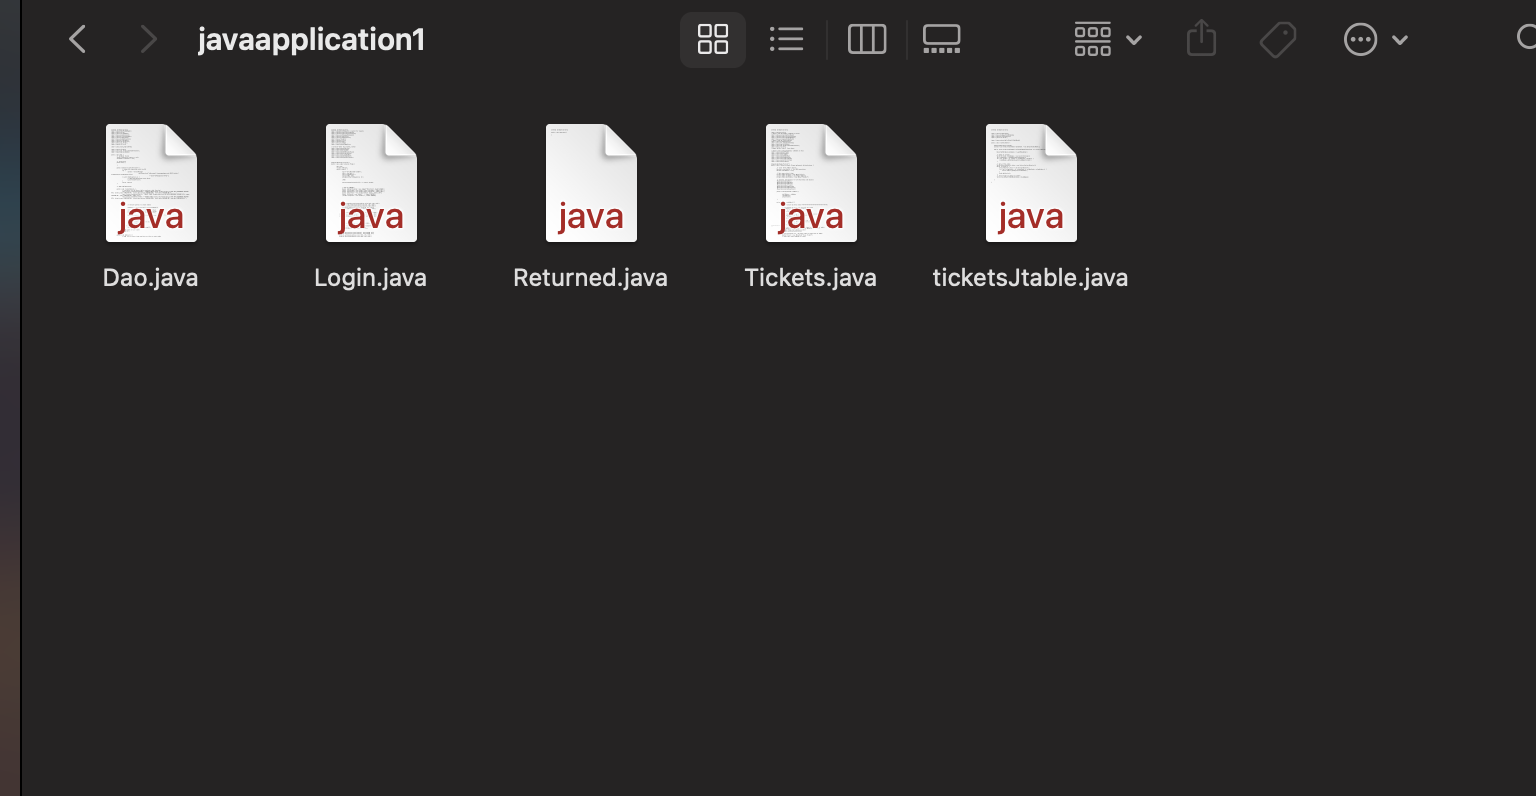 javaapplication1
java
java
java
java
java
Dao.java
Login.java
Returned.java
Tickets.java
ticketsJtable.java